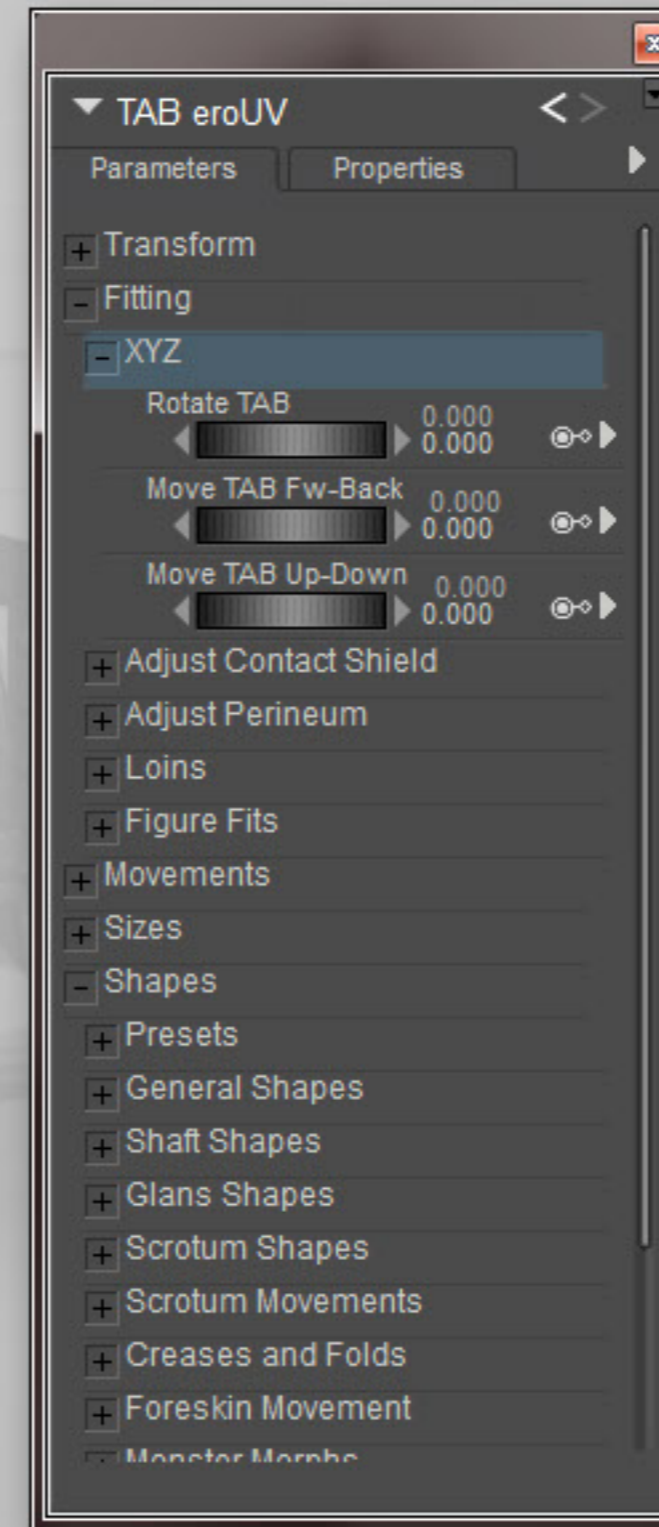 TAB eroUV
Parameters Properties
Transform
Fitting
XYZ
Rotate TAB 0.000
0.000
Move TAB Fw-Back 0.000
0.000
Move TAB Up-Down 0.000
0.000
Adjust Contact Shield
Adjust Perineum
Loins
Figure Fits
Movements
Sizes
Shapes
Presets
General Shapes
Shaft Shapes
Glans Shapes
Scrotum Shapes
Scrotum Movements
Creases and Folds
Foreskin Movement
Monster Morphs